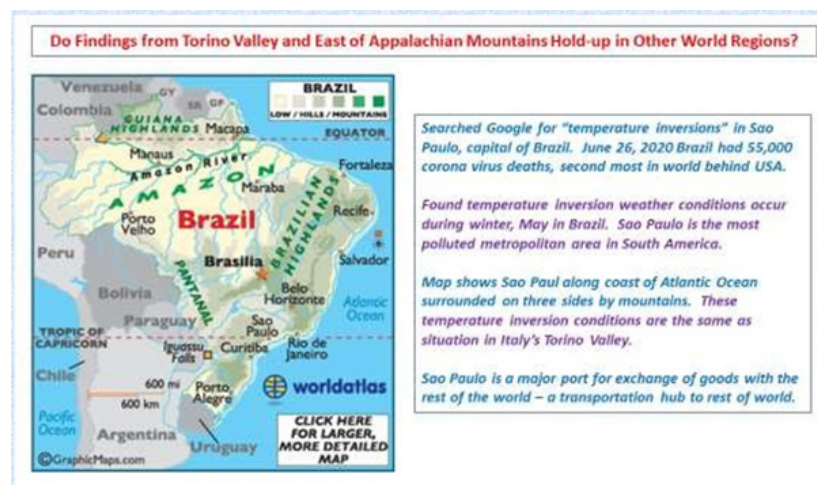 Do Findings from Torino Valley and East of Appalachian Mountains Hold-up in Other World Regions?
Venezuela
GY
SR
GF
Colombia
GUIANA
HIGHLANDS
Macapa
BRAZIL
LOW / HILLS / MOUNTAINS
EQUATOR
Manaus
Amazon River
Fortaleza
AMAZON
Maraba
Porto
Velho
Brazil
BRAZILIAN
HIGHLANDS
Recife
Peru
Brasilia
Salvador
PANTANAL
Bolivia
Belo
Horizonte
Atlantic
Ocean
Paraguay
Sao
Paulo
TROPIC OF
CAPRICORN
Iguassu
Falls
Curitiba
Rio de
Janeiro
Chile
600 mi
600 km
Porto
Alegre
worldatlas
Pacific
Ocean
Argentina
Uruguay
CLICK HERE
FOR LARGER,
MORE DETAILED
MAP
©GraphicMaps.com
Searched Google for “temperature inversions” in Sao
Paulo, capital of Brazil. June 26, 2020 Brazil had 55,000
corona virus deaths, second most in world behind USA.
Found temperature inversion weather conditions occur
during winter, May in Brazil. Sao Paulo is the most
polluted metropolitan area in South America.
Map shows Sao Paul along coast of Atlantic Ocean
surrounded on three sides by mountains. These
temperature inversion conditions are the same as
situation in Italy’s Torino Valley.
Sao Paulo is a major port for exchange of goods with the
rest of the world – a transportation hub to rest of world.